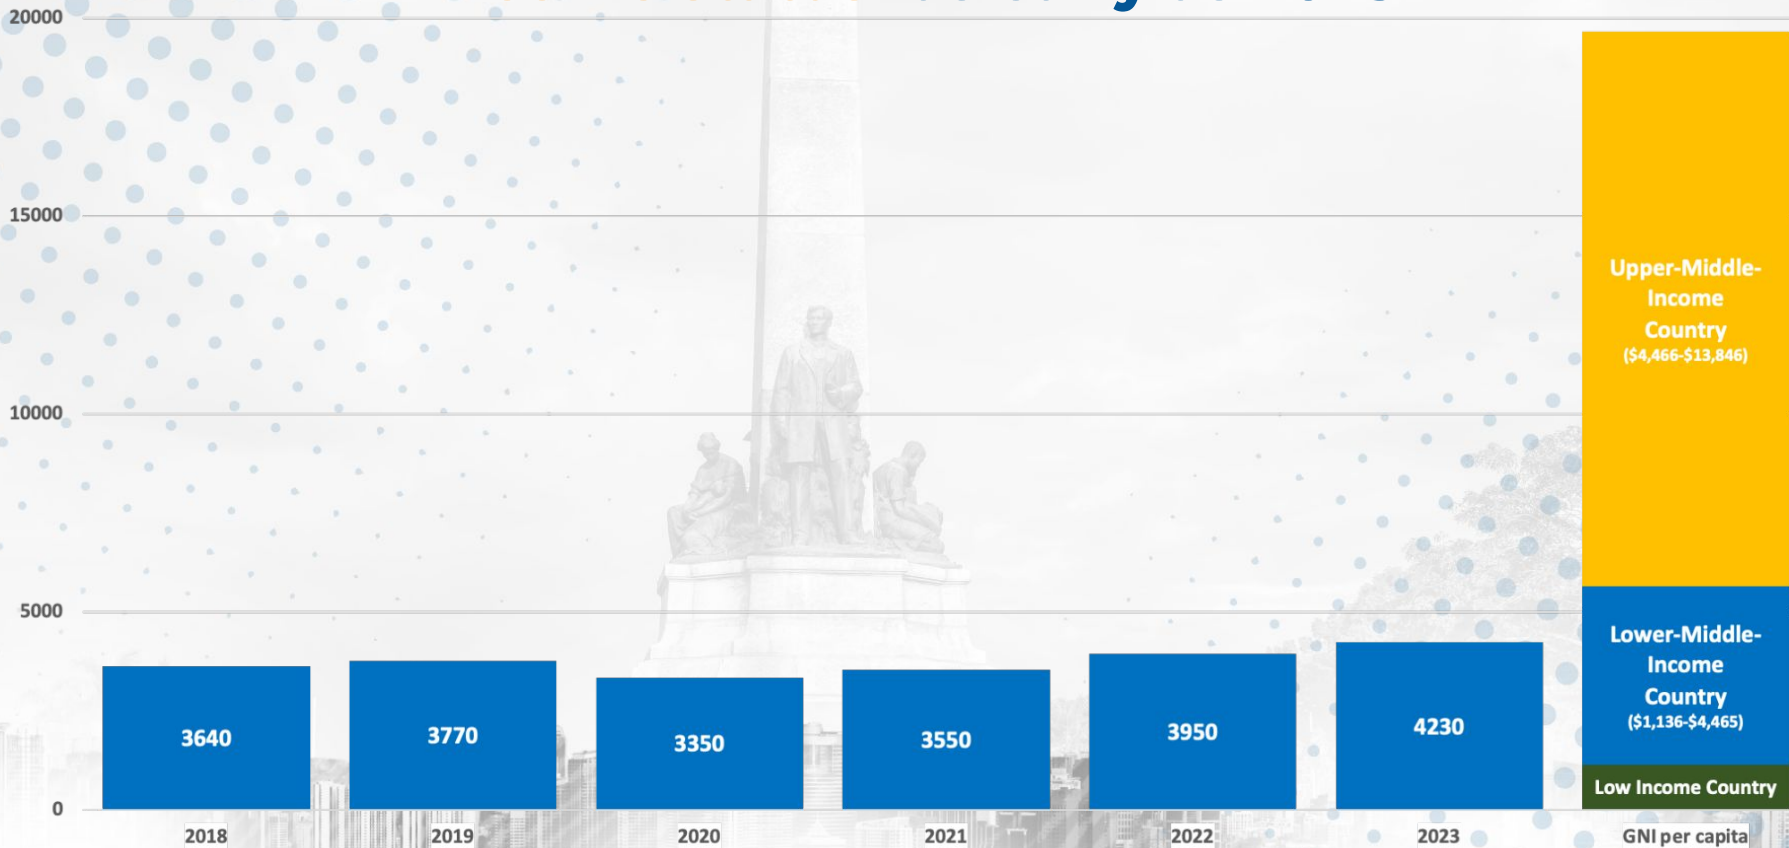 20000
15000
10000
5000
0
3640
3770
3350
3550
3950
4230
Upper-Middle-
Income
Country
($4,466-$13,846)
Lower-Middle-
Income
Country
($1,136-$4,465)
Low Income Country
2018
2019
2020
2021
2022
2023
GNI per capita